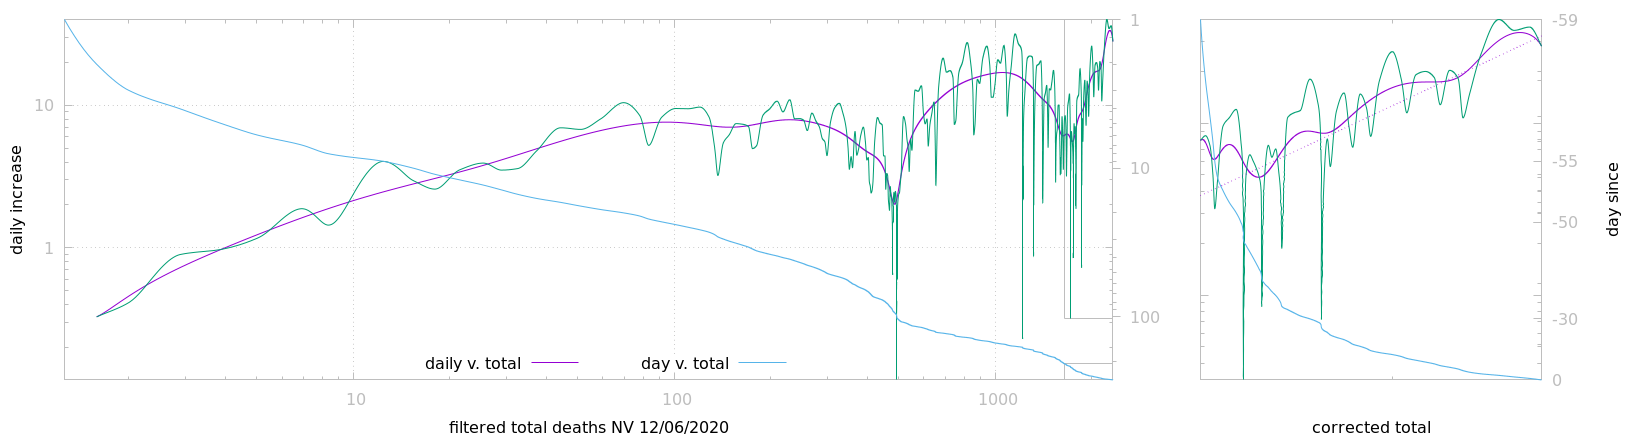 daily increase
10
1
1
10
100
daily v. total
day v. total
10
100
1000
filtered total deaths NV 12/06/2020
-59
-55
-50
-30
0
day since
corrected total